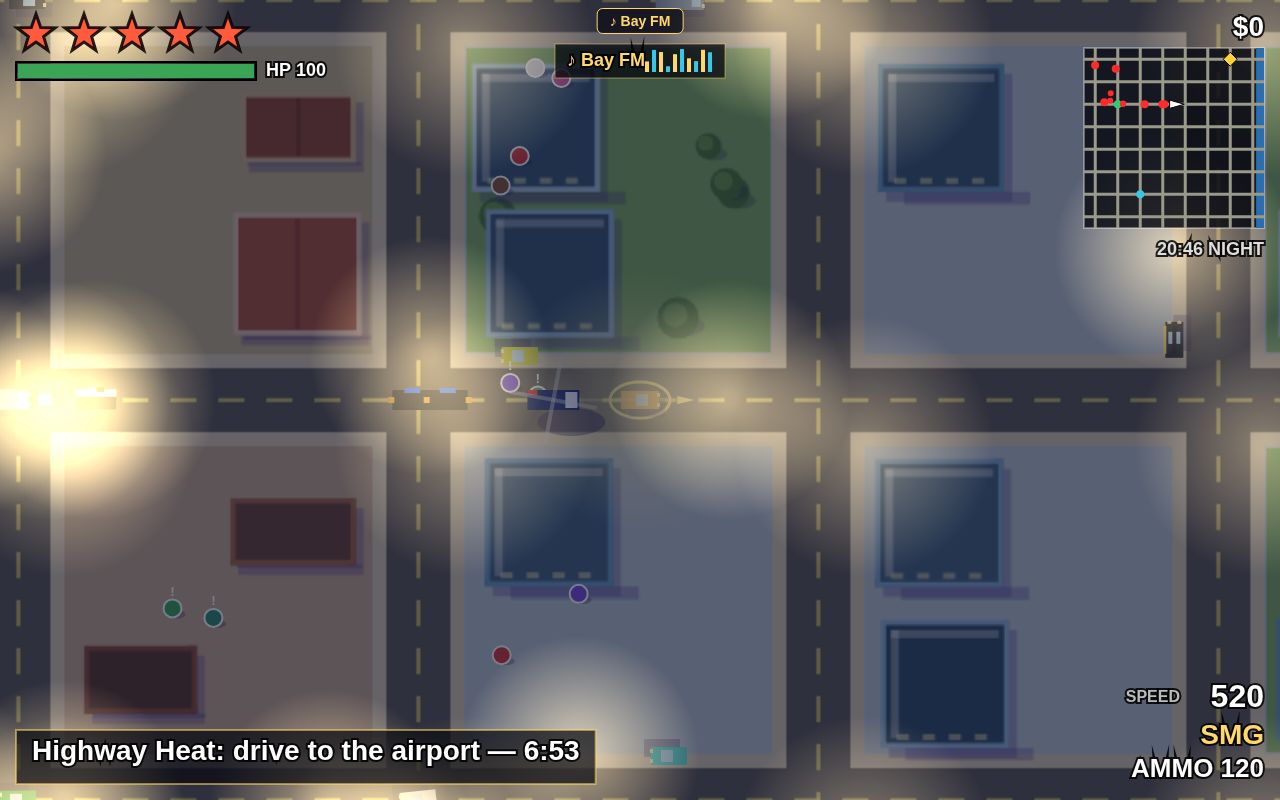 ♪ Bay FM
♪ Bay FM
HP 100
$0
20:46 NIGHT
!
!
!
!
SPEED 520
SMG
AMMO 120
Highway Heat: drive to the airport — 6:53